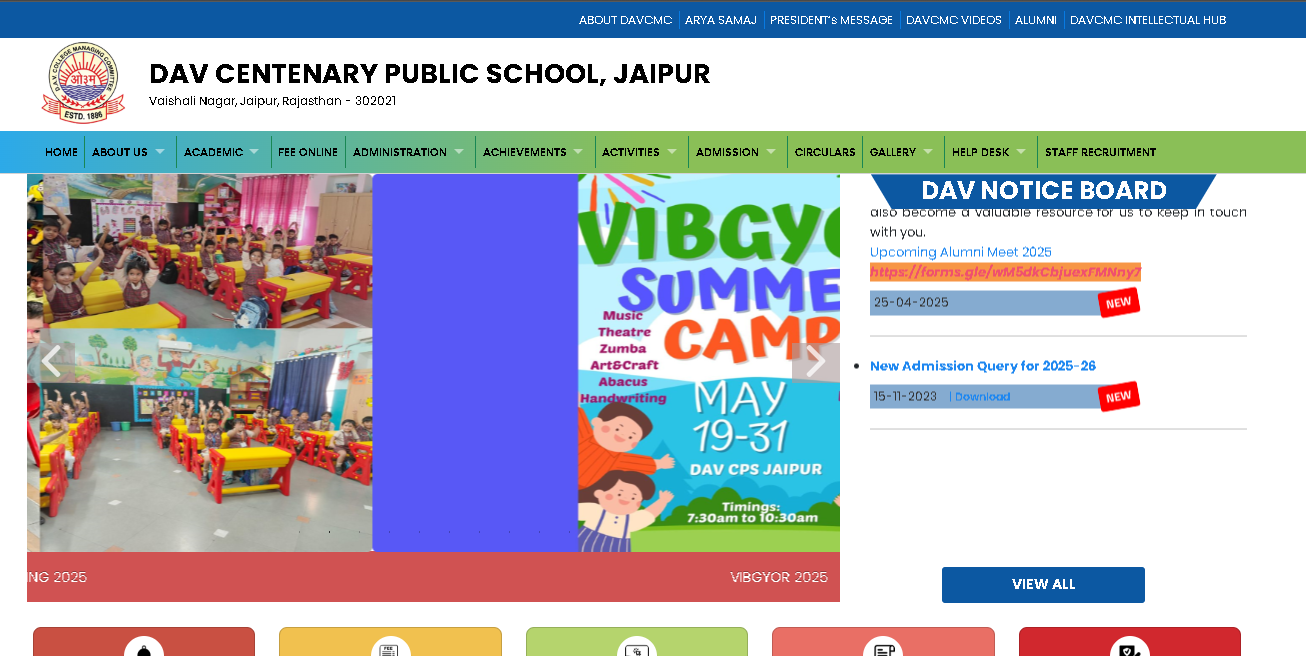 ABOUT DAVCMC ARYA SAMAJ PRESIDENT's MESSAGE DAVCMC VIDEOS ALUMNI DAVCMC INTELLECTUAL HUB
D.A.V. COLLEGE MANAGING COMMITTEE
ओ३म्
ESTD. 1886
DAV CENTENARY PUBLIC SCHOOL, JAIPUR
Vaishali Nagar, Jaipur, Rajasthan - 302021
HOME ABOUT US ACADEMIC FEE ONLINE ADMINISTRATION ACHIEVEMENTS ACTIVITIES ADMISSION CIRCULARS GALLERY HELP DESK STAFF RECRUITMENT
VIBGYO
SUMME
CAMP
Music
Theatre
Zumba
Art&Craft
Abacus
Handwriting
MAY
19-31
DAV CPS JAIPUR
Timings:
7:30am to 10:30am
NG 2025
VIBGYOR 2025
DAV NOTICE BOARD
also become a valuable resource for us to keep in touch
with you.
Upcoming Alumni Meet 2025
https://forms.gle/wM5dkCbjuexFMNny7
25-04-2025 NEW
New Admission Query for 2025-26
15-11-2023 | Download NEW
VIEW ALL
FEE